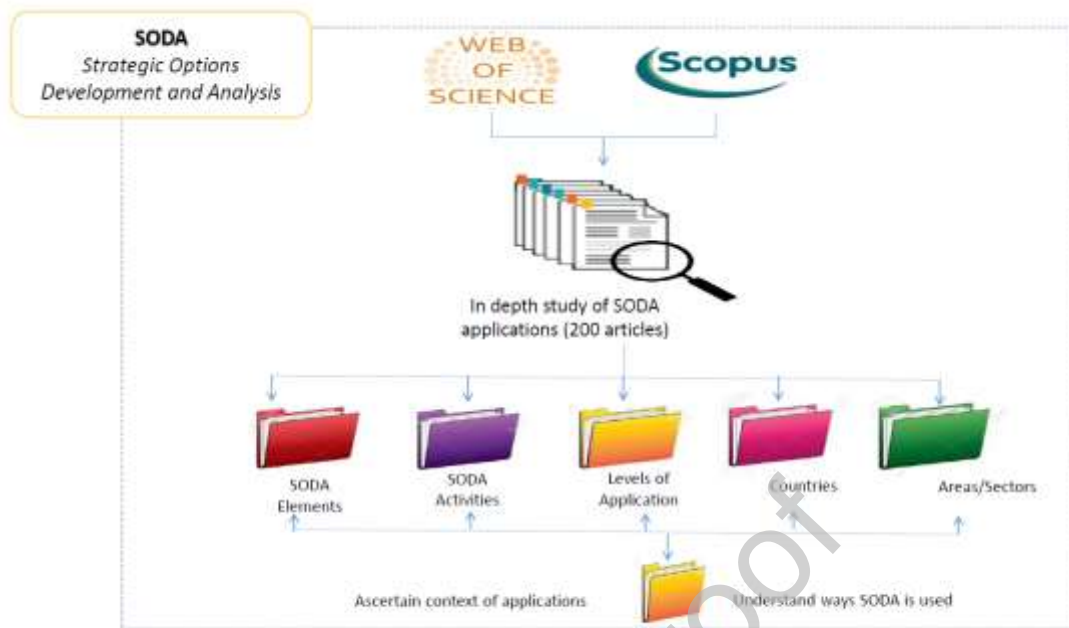 SODA
Strategic Options
Development and Analysis
WEB
OF
SCIENCE
Scopus
In depth study of SODA
applications (200 articles)
SODA
Elements
SODA
Activities
Levels of
Application
Countries
Areas/Sectors
Ascertain context of applications
Understand ways SODA is used
oof